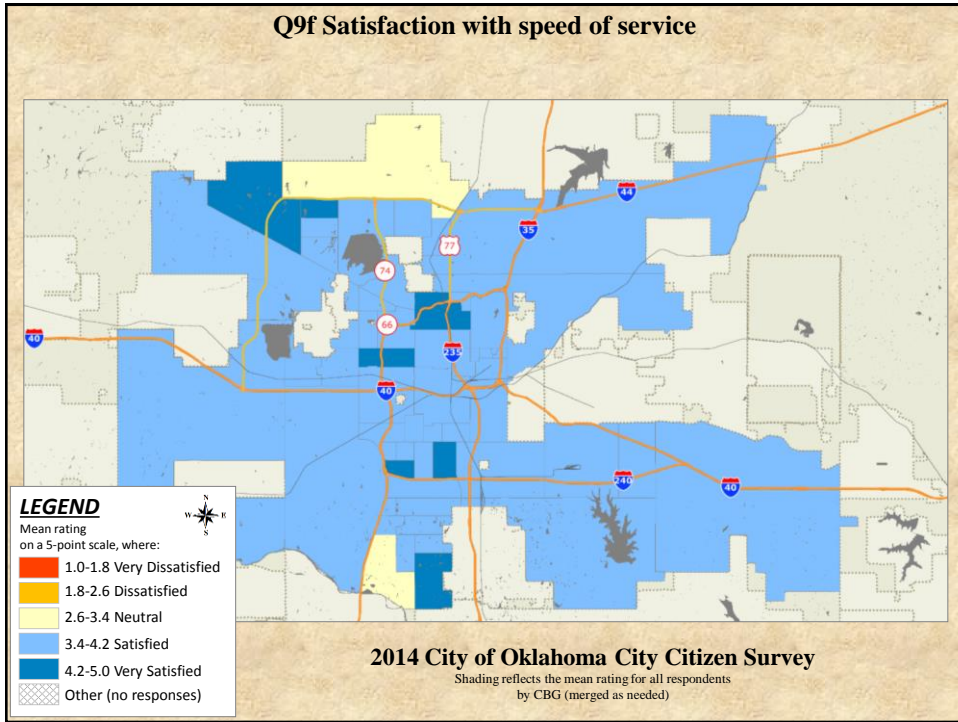 Q9f Satisfaction with speed of service
44
35
77
74
66
40
235
40
240
40
LEGEND
N
W E
S
Mean rating
on a 5-point scale, where:
1.0-1.8 Very Dissatisfied
1.8-2.6 Dissatisfied
2.6-3.4 Neutral
3.4-4.2 Satisfied
4.2-5.0 Very Satisfied
Other (no responses)
2014 City of Oklahoma City Citizen Survey
Shading reflects the mean rating for all respondents
by CBG (merged as needed)